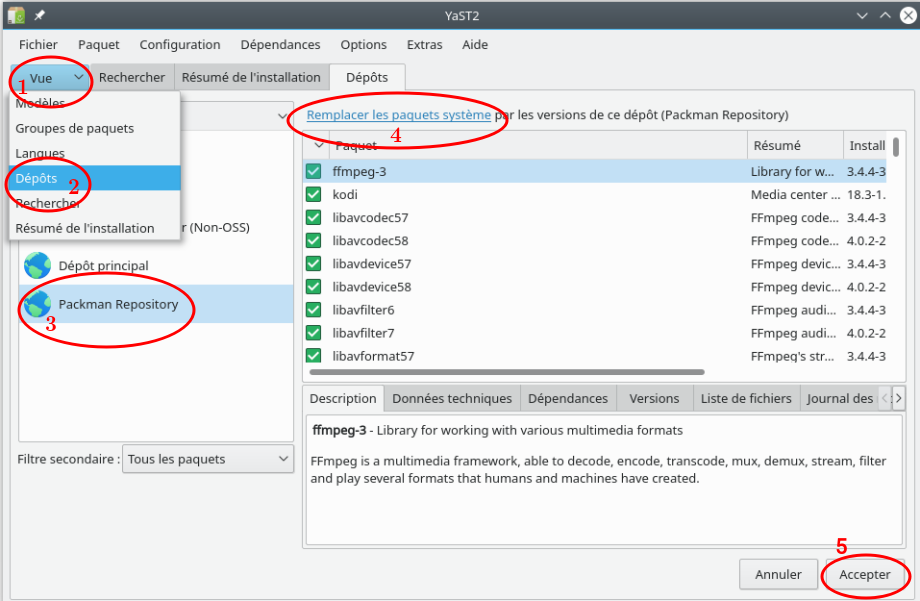 YaST2
Fichier Paquet Configuration Dépendances Options Extras Aide
Vue Rechercher Résumé de l'installation Dépôts
1
Modèles
Groupes de paquets
Langues
Dépôts
2
Rechercher
Résumé de l'installation
r (Non-OSS)
Dépôt principal
Packman Repository
3
Filtre secondaire : Tous les paquets
Remplacer les paquets système par les versions de ce dépôt (Packman Repository)
4
Paquet Résumé Install
ffmpeg-3 Library for w... 3.4.4-3
kodi Media center ... 18.3-1.
libavcodec57 FFmpeg code... 3.4.4-3
libavcodec58 FFmpeg code... 4.0.2-2
libavdevice57 FFmpeg devic... 3.4.4-3
libavdevice58 FFmpeg devic... 4.0.2-2
libavfilter6 FFmpeg audi... 3.4.4-3
libavfilter7 FFmpeg audi... 4.0.2-2
libavformat57 FFmpeg's str... 3.4.4-3
Description Données techniques Dépendances Versions Liste de fichiers Journal des
ffmpeg-3 - Library for working with various multimedia formats
FFmpeg is a multimedia framework, able to decode, encode, transcode, mux, demux, stream, filter
and play several formats that humans and machines have created.
5
Annuler Accepter